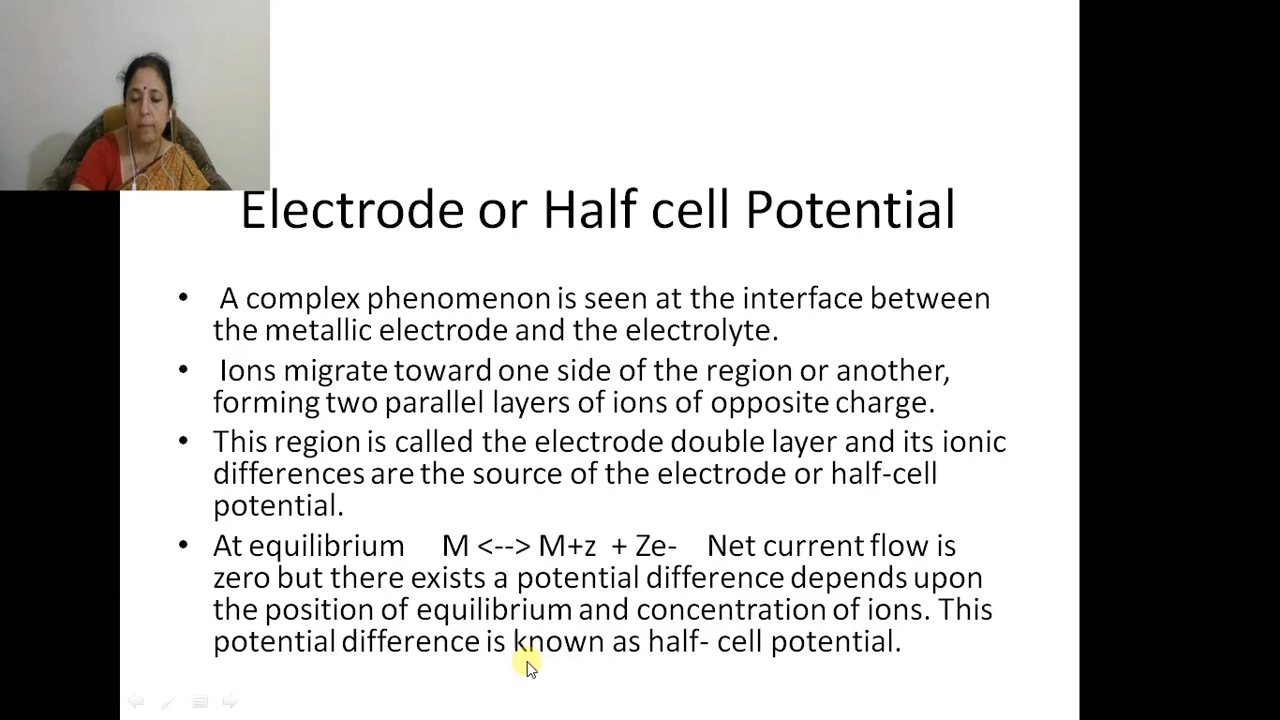 Electrode or Half cell Potential
• A complex phenomenon is seen at the interface between
the metallic electrode and the electrolyte.
• Ions migrate toward one side of the region or another,
forming two parallel layers of ions of opposite charge.
• This region is called the electrode double layer and its ionic
differences are the source of the electrode or half-cell
potential.
• At equilibrium M <--> M+z + Ze- Net current flow is
zero but there exists a potential difference depends upon
the position of equilibrium and concentration of ions. This
potential difference is known as half- cell potential.